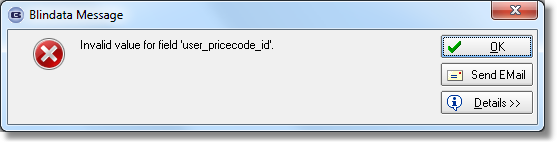 Blindata Message
Invalid value for field 'user_pricecode_id'.
OK
Send EMail
Details >>